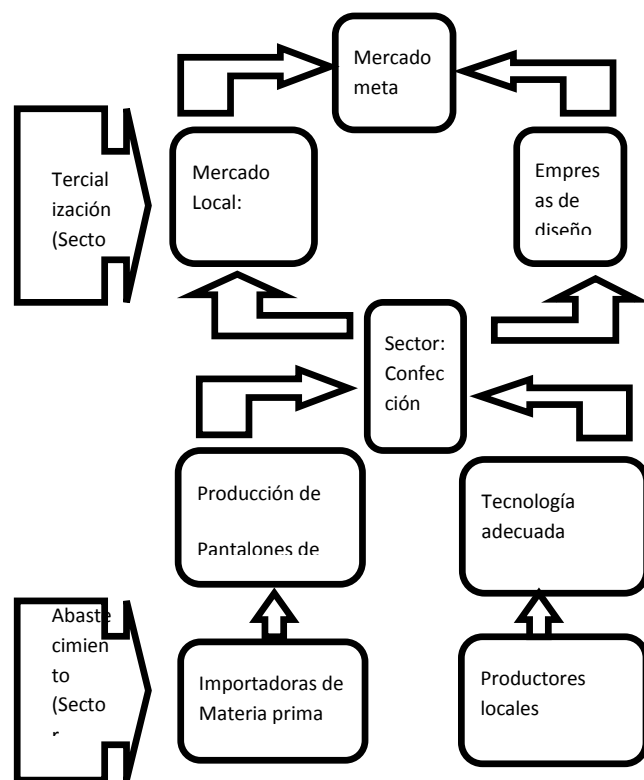 Mercado
meta
Tercial
ización
(Secto
Mercado
Local:
Empres
as de
diseño
Sector:
Confec
ción
Producción de
Pantalones de
Tecnología
adecuada
Abaste
cimien
to
(Secto
r
Importadoras de
Materia prima
Productores
locales